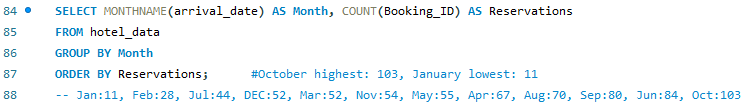 84 SELECT MONTHNAME(arrival_date) AS Month, COUNT(Booking_ID) AS Reservations
85 FROM hotel_data
86 GROUP BY Month
87 ORDER BY Reservations; #October highest: 103, January lowest: 11
88 -- Jan:11, Feb:28, Jul:44, DEC:52, Mar:52, Nov:54, May:55, Apr:67, Aug:70, Sep:80, Jun:84, Oct:103